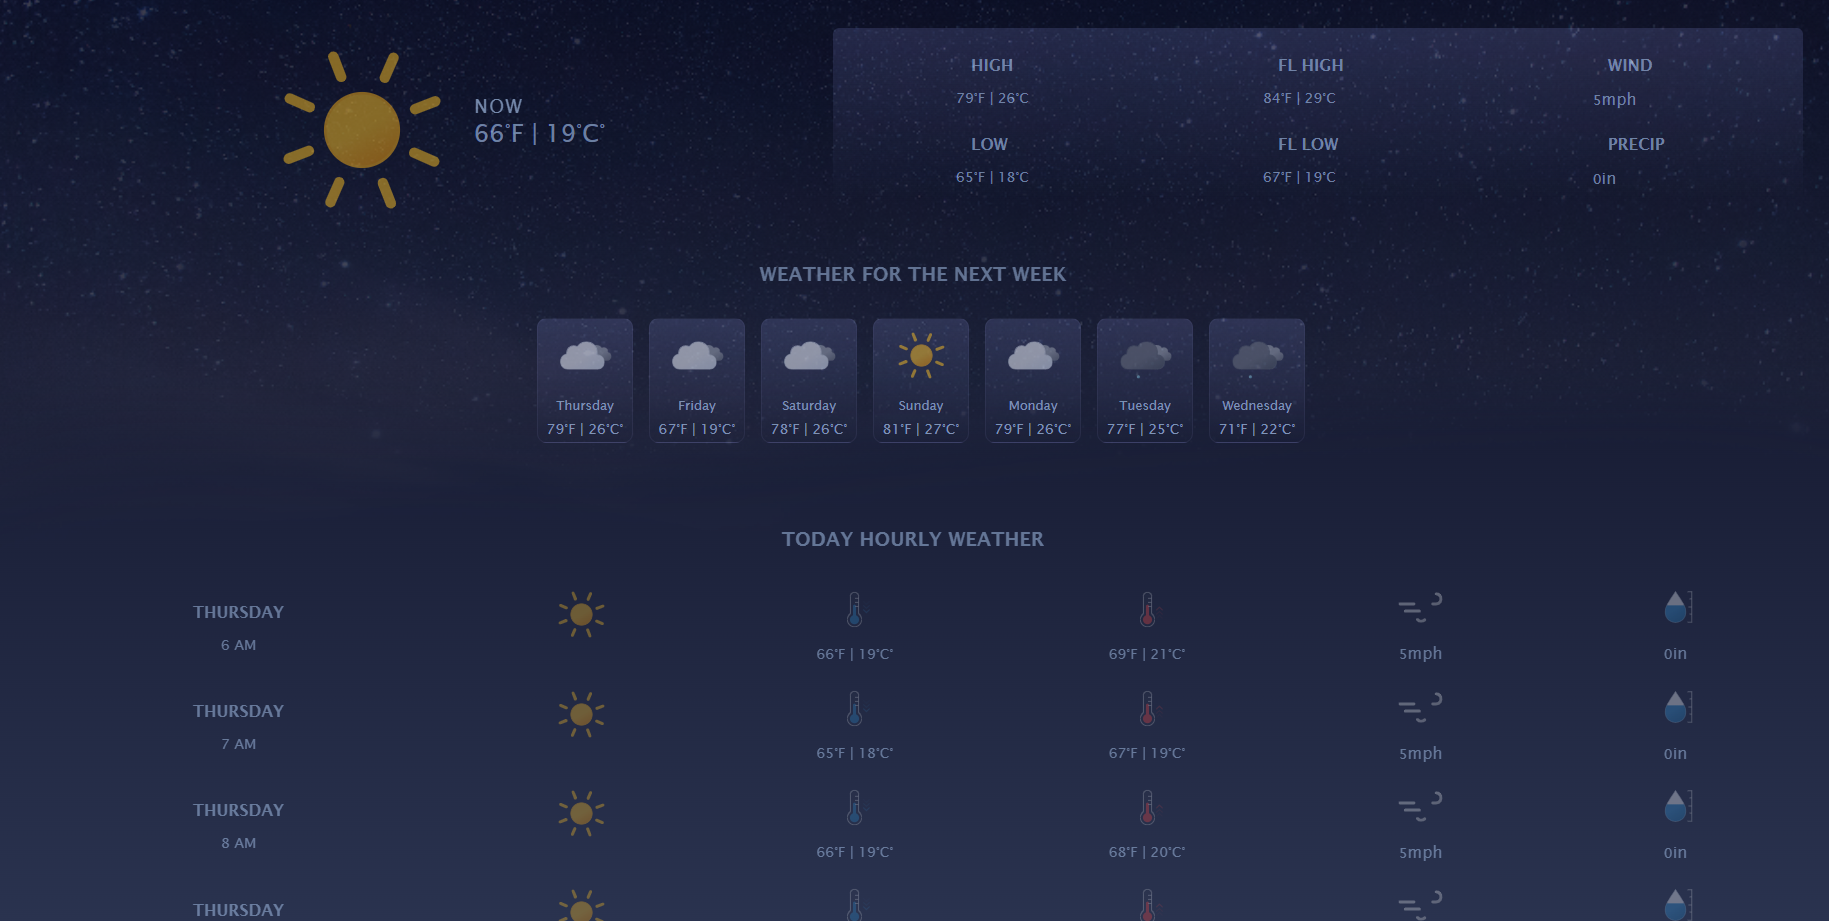 NOW
66°F | 19°C°
HIGH
79°F | 26°C
FL HIGH
84°F | 29°C
WIND
5mph
LOW
65°F | 18°C
FL LOW
67°F | 19°C
PRECIP
0in
WEATHER FOR THE NEXT WEEK
Thursday
79°F | 26°C°
Friday
67°F | 19°C°
Saturday
78°F | 26°C°
Sunday
81°F | 27°C°
Monday
79°F | 26°C°
Tuesday
77°F | 25°C°
Wednesday
71°F | 22°C°
TODAY HOURLY WEATHER
THURSDAY
6 AM
66°F | 19°C°
69°F | 21°C°
5mph
0in
THURSDAY
7 AM
65°F | 18°C°
67°F | 19°C°
5mph
0in
THURSDAY
8 AM
66°F | 19°C°
68°F | 20°C°
5mph
0in
THURSDAY